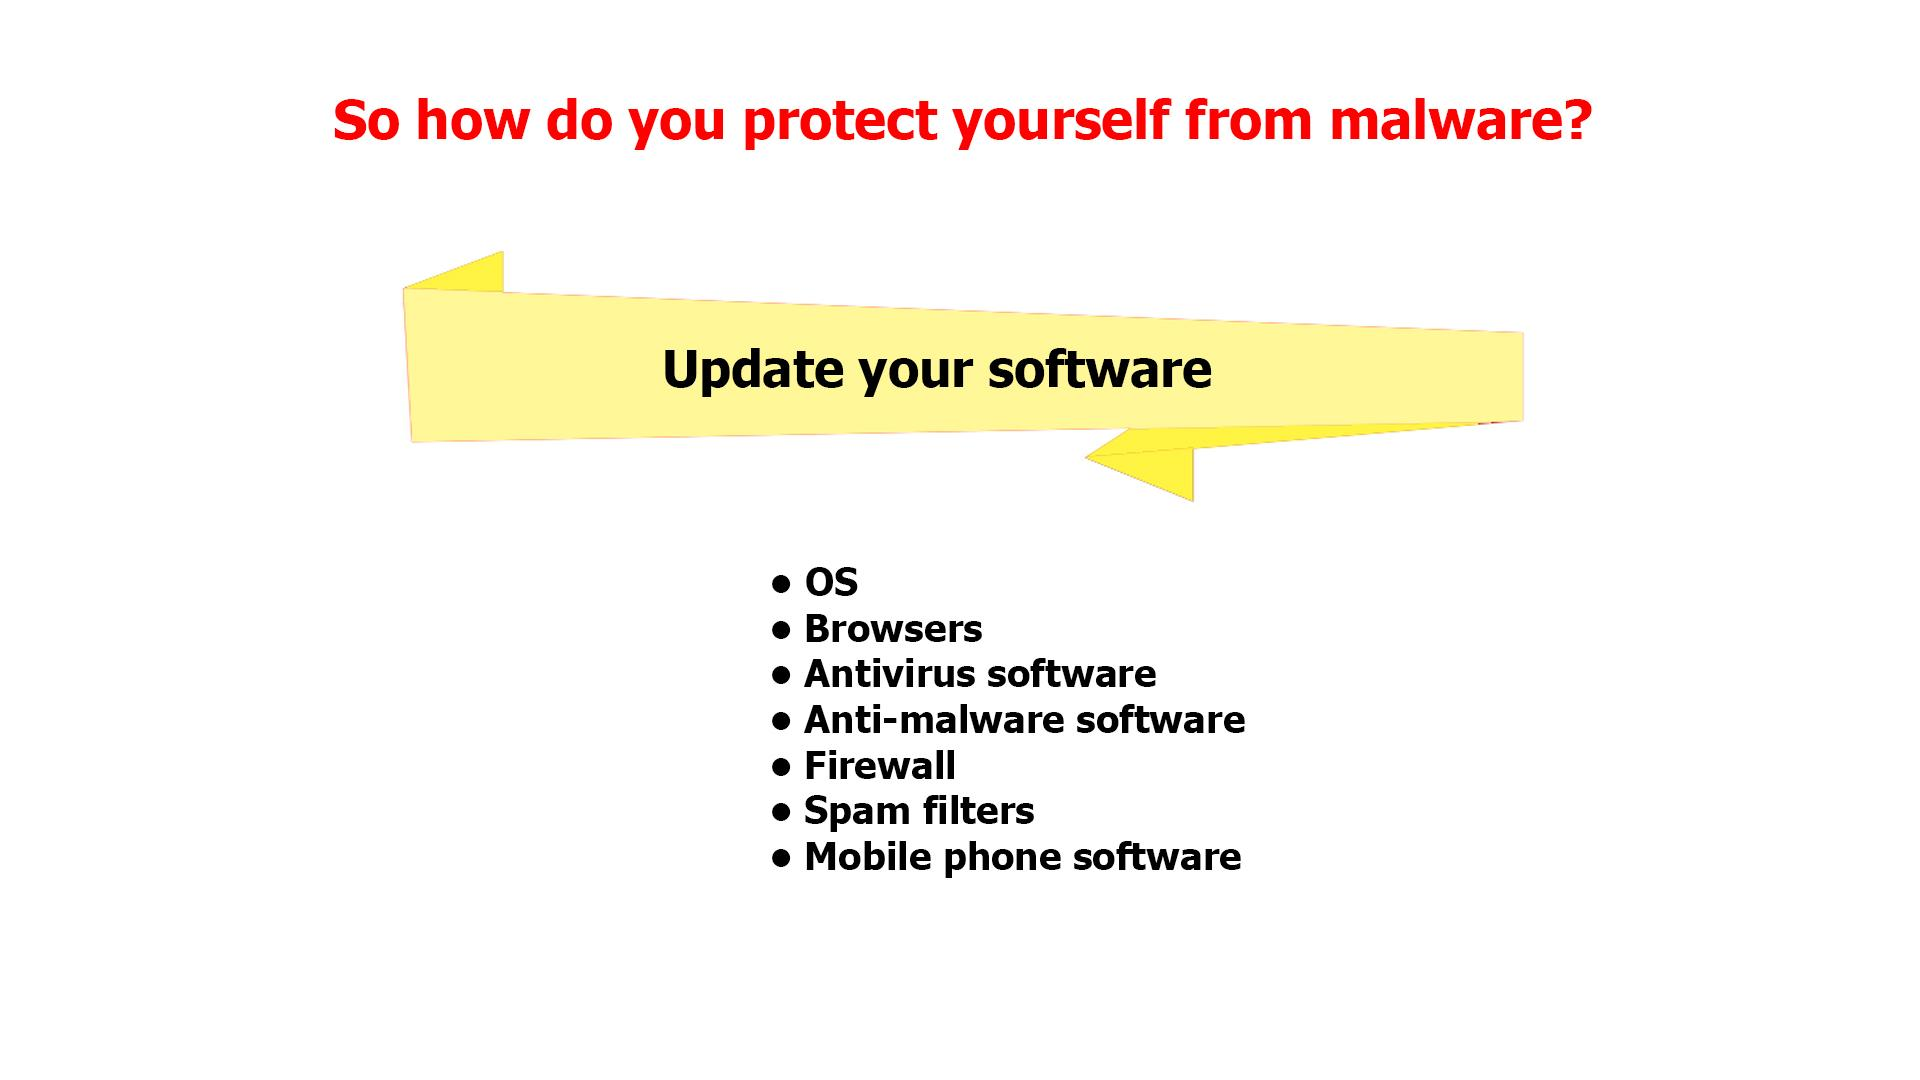 So how do you protect yourself from malware?
Update your software
• OS
• Browsers
• Antivirus software
• Anti-malware software
• Firewall
• Spam filters
• Mobile phone software